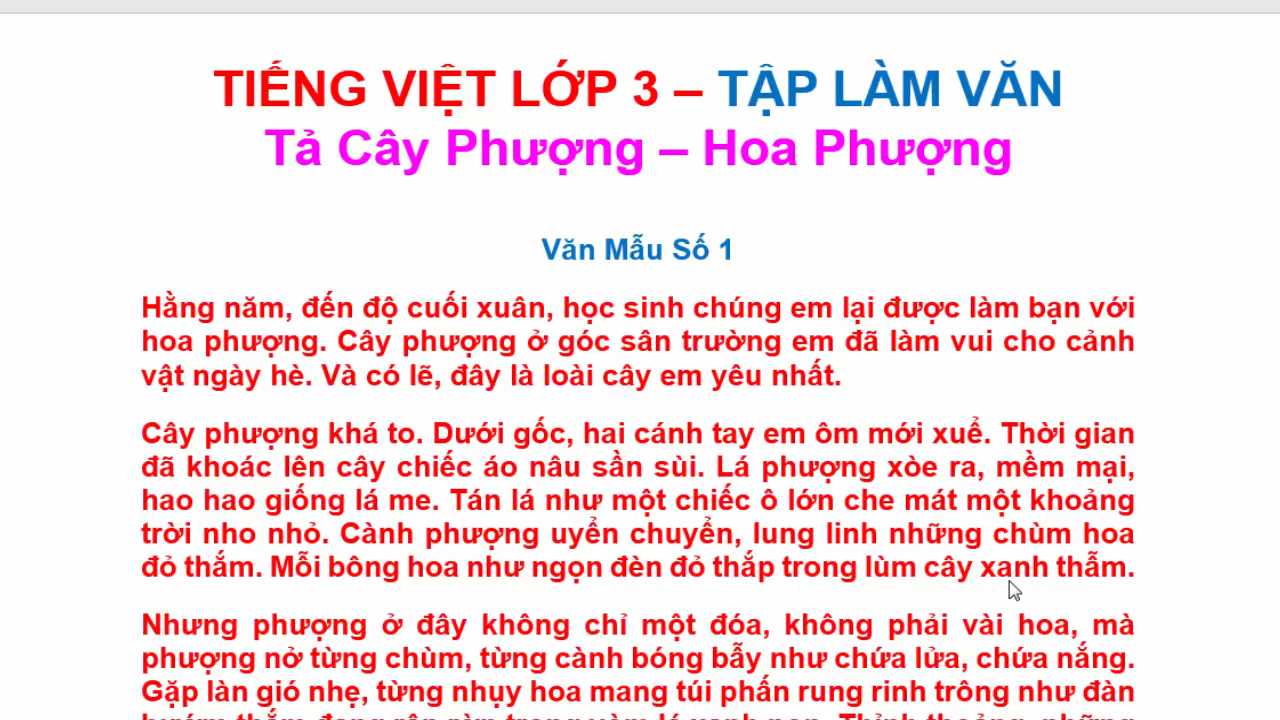 TIẾNG VIỆT LỚP 3 – TẬP LÀM VĂN
Tả Cây Phượng – Hoa Phượng
Văn Mẫu Số 1
Hằng năm, đến độ cuối xuân, học sinh chúng em lại được làm bạn với
hoa phượng. Cây phượng ở góc sân trường em đã làm vui cho cảnh
vật ngày hè. Và có lẽ, đây là loài cây em yêu nhất.
Cây phượng khá to. Dưới gốc, hai cánh tay em ôm mới xuể. Thời gian
đã khoác lên cây chiếc áo nâu sần sùi. Lá phượng xòe ra, mềm mại,
hao hao giống lá me. Tán lá như một chiếc ô lớn che mát một khoảng
trời nho nhỏ. Cành phượng uyển chuyển, lung linh những chùm hoa
đỏ thắm. Mỗi bông hoa như ngọn đèn đỏ thắp trong lùm cây xanh thẫm.
Nhưng phượng ở đây không chỉ một đóa, không phải vài hoa, mà
phượng nở từng chùm, từng cành bóng bẫy như chứa lửa, chứa nắng.
Gặp làn gió nhẹ, từng nhụy hoa mang túi phấn rung rinh trông như đàn